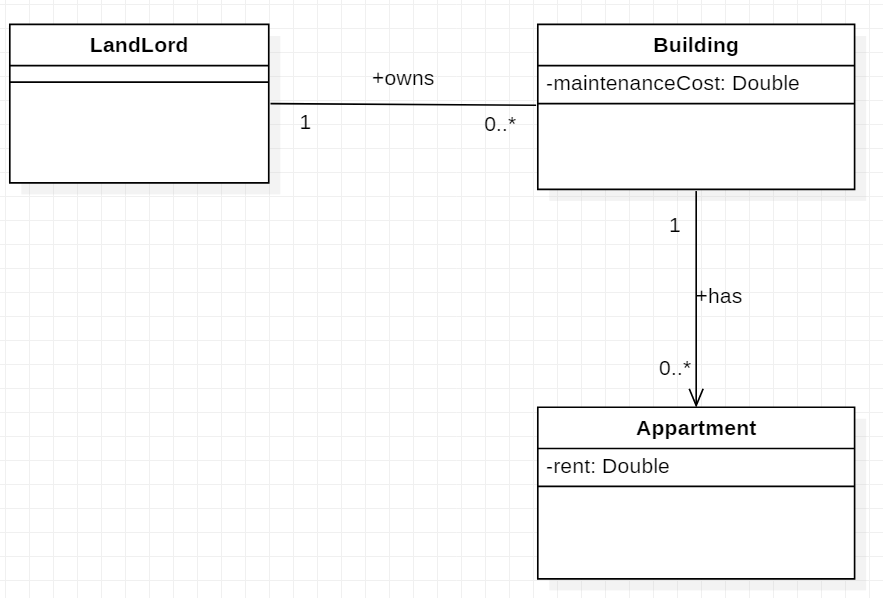 LandLord
+owns
1
0..*
Building
-maintenanceCost: Double
1
+has
0..*
Appartment
-rent: Double